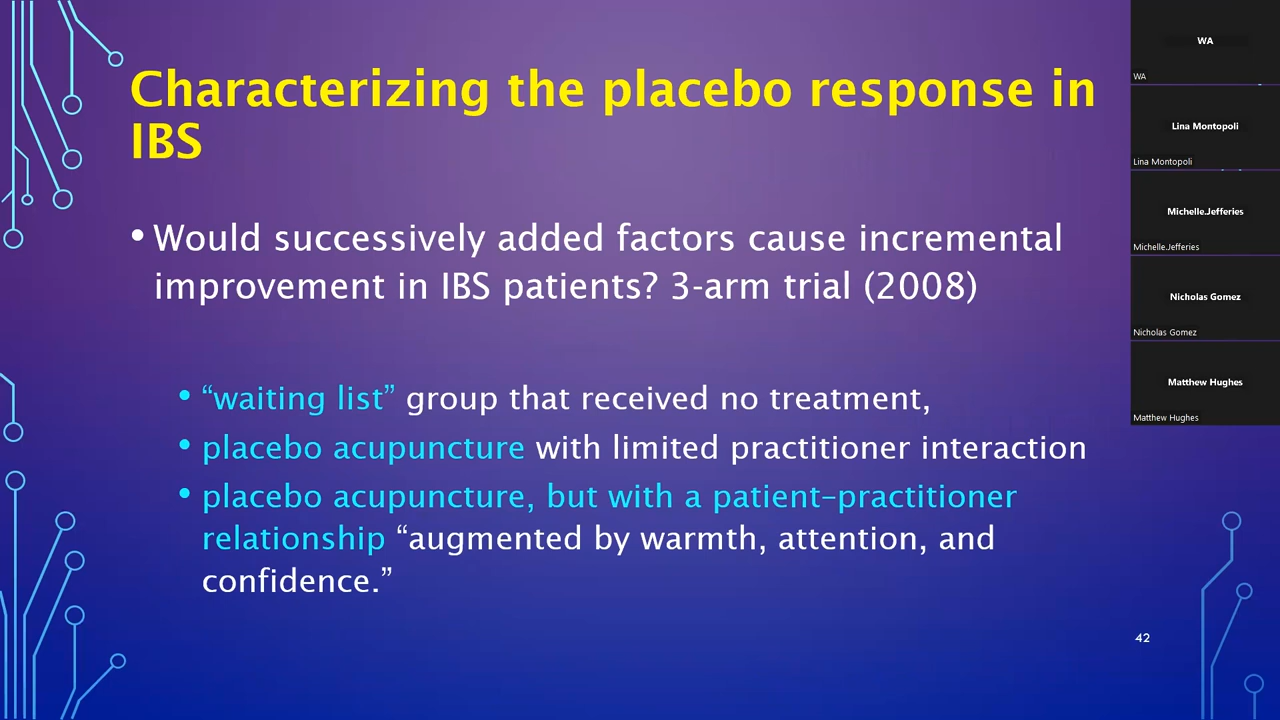 Characterizing the placebo response in
IBS
• Would successively added factors cause incremental
improvement in IBS patients? 3-arm trial (2008)
• “waiting list” group that received no treatment,
• placebo acupuncture with limited practitioner interaction
• placebo acupuncture, but with a patient–practitioner
relationship “augmented by warmth, attention, and
confidence.”
42
WA
WA
Lina Montopoli
Lina Montopoli
Michelle.Jefferies
Michelle.Jefferies
Nicholas Gomez
Nicholas Gomez
Matthew Hughes
Matthew Hughes